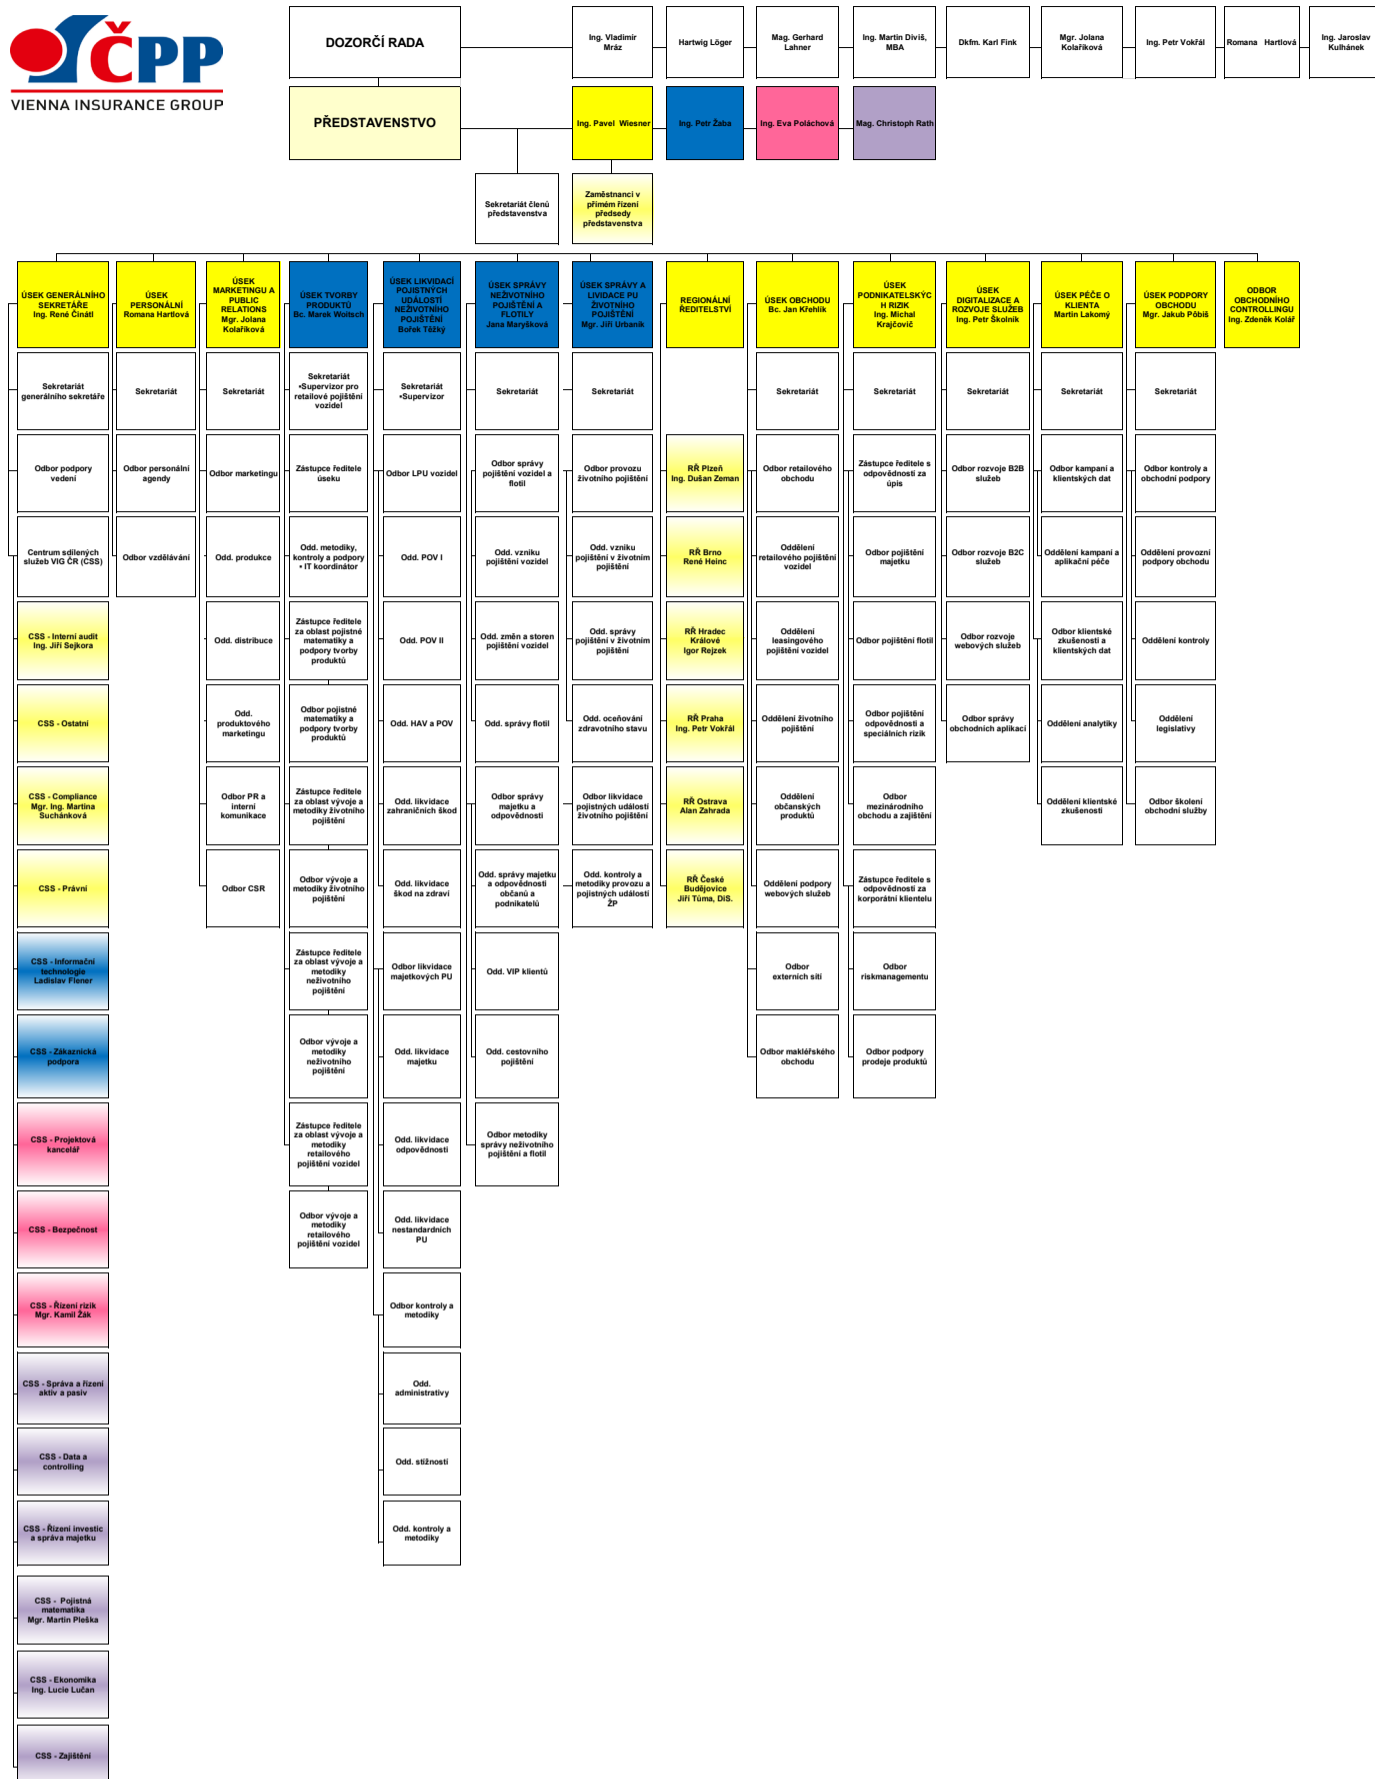 ČPP
VIENNA INSURANCE GROUP
DOZORČÍ RADA
Ing. Vladimír
Mráz
Hartwig Löger
Mag. Gerhard
Lahner
Ing. Martin Diviš,
MBA
Dkfm. Karl Fink
Mgr. Jolana
Kolaříková
Ing. Petr Vokřál
Romana Hartlová
Ing. Jaroslav
Kulhánek
PŘEDSTAVENSTVO
Ing. Pavel Wiesner
Ing. Petr Žaba
Ing. Eva Poláchová
Mag. Christoph Rath
Sekretariát členů
představenstva
Zaměstnanci v
přímém řízení
předsedy
představenstva
ÚSEK GENERÁLNÍHO
SEKRETÁŘE
Ing. René Činátl
ÚSEK
PERSONÁLNÍ
Romana Hartlová
ÚSEK
MARKETINGU A
PUBLIC
RELATIONS
Mgr. Jolana
Kolaříková
ÚSEK TVORBY
PRODUKTŮ
Bc. Marek Woitsch
ÚSEK LIKVIDACÍ
POJISTNÝCH
UDÁLOSTÍ
NEŽIVOTNÍHO
POJIŠTĚNÍ
Bořek Těžký
ÚSEK SPRÁVY
NEŽIVOTNÍHO
POJIŠTĚNÍ A
FLOTILY
Jana Maryšková
ÚSEK SPRÁVY A
LIVIDACE PU
ŽIVOTNÍHO
POJIŠTĚNÍ
Mgr. Jiří Urbaník
REGIONÁLNÍ
ŘEDITELSTVÍ
ÚSEK OBCHODU
Bc. Jan Křehlík
ÚSEK
PODNIKATELSKÝC
H RIZIK
Ing. Michal
Krajčovič
ÚSEK
DIGITALIZACE A
ROZVOJE SLUŽEB
Ing. Petr Školník
ÚSEK PÉČE O
KLIENTA
Martin Lakomý
ÚSEK PODPORY
OBCHODU
Mgr. Jakub Pôbiš
ODBOR
OBCHODNÍHO
CONTROLLINGU
Ing. Zdeněk Kolář
Sekretariát
generálního sekretáře
Sekretariát
Sekretariát
Sekretariát
•Supervizor pro
retailové pojištění
vozidel
Sekretariát
•Supervizor
Sekretariát
Sekretariát
Sekretariát
Sekretariát
Sekretariát
Sekretariát
Sekretariát
Odbor podpory
vedení
Odbor personální
agendy
Odbor marketingu
Zástupce ředitele
úseku
Odbor LPU vozidel
Odbor správy
pojištění vozidel a
flotil
Odbor provozu
životního pojištění
RŘ Plzeň
Ing. Dušan Zeman
Odbor retailového
obchodu
Zástupce ředitele s
odpovědností za
úpis
Odbor rozvoje B2B
služeb
Odbor kampaní a
klientských dat
Odbor kontroly a
obchodní podpory
Centrum sdílených
služeb VIG ČR (CSS)
Odbor vzdělávání
Odd. produkce
Odd. metodiky,
kontroly a podpory
• IT koordinátor
Odd. POV I
Odd. vzniku
pojištění vozidel
Odd. vzniku
pojištění v životním
pojištění
RŘ Brno
René Heinc
Oddělení
retailového pojištění
vozidel
Odbor pojištění
majetku
Odbor rozvoje B2C
služeb
Oddělení kampaní a
aplikační péče
Oddělení provozní
podpory obchodu
CSS - Interní audit
Ing. Jiří Sejkora
Odd. distribuce
Zástupce ředitele
za oblast pojistné
matematiky a
podpory tvorby
produktů
Odd. POV II
Odd. změn a storen
pojištění vozidel
Odd. správy
pojištění v životním
pojištění
RŘ Hradec
Králové
Igor Rejzek
Oddělení
leasingového
pojištění vozidel
Odbor pojištění flotil
Odbor rozvoje
webových služeb
Odbor klientské
zkušenosti a
klientských dat
Oddělení kontroly
CSS - Ostatní
Odd.
produktového
marketingu
Odbor pojistné
matematiky a
podpory tvorby
produktů
Odd. HAV a POV
Odd. správy flotil
Odd. oceňování
zdravotního stavu
RŘ Praha
Ing. Petr Vokřál
Oddělení životního
pojištění
Odbor pojištění
odpovědnosti a
speciálních rizik
Odbor správy
obchodních aplikací
Oddělení analytiky
Oddělení
legislativy
CSS - Compliance
Mgr. Ing. Martina
Suchánková
Odbor PR a
interní
komunikace
Zástupce ředitele
za oblast vývoje a
metodiky životního
pojištění
Odd. likvidace
zahraničních škod
Odbor správy
majetku a
odpovědnosti
Odbor likvidace
pojistných událostí
životního pojištění
RŘ Ostrava
Alan Zahrada
Oddělení
občanských
produktů
Odbor
mezinárodního
obchodu a zajištění
Oddělení klientské
zkušenosti
Odbor školení
obchodní služby
CSS - Právní
Odbor CSR
Odbor vývoje a
metodiky životního
pojištění
Odd. likvidace
škod na zdraví
Odd. správy majetku
a odpovědnosti
občanů a
podnikatelů
Odd. kontroly a
metodiky provozu a
pojistných událostí
ŽP
RŘ České
Budějovice
Jiří Tůma, DiS.
Oddělení podpory
webových služeb
Zástupce ředitele s
odpovědností za
korporátní klientelu
CSS - Informační
technologie
Ladislav Flener
Zástupce ředitele
za oblast vývoje a
metodiky
neživotního
pojištění
Odbor likvidace
majetkových PU
Odd. VIP klientů
Odbor
externích sítí
Odbor
riskmanagementu
CSS - Zákaznická
podpora
Odbor vývoje a
metodiky
neživotního
pojištění
Odd. likvidace
majetku
Odd. cestovního
pojištění
Odbor makléřského
obchodu
Odbor podpory
prodeje produktů
CSS - Projektová
kancelář
Zástupce ředitele
za oblast vývoje a
metodiky
retailového
pojištění vozidel
Odd. likvidace
odpovědnosti
Odbor metodiky
správy neživotního
pojištění a flotil
CSS - Bezpečnost
Odbor vývoje a
metodiky
retailového
pojištění vozidel
Odd. likvidace
nestandardních
PU
CSS - Řízení rizik
Mgr. Kamil Žák
Odbor kontroly a
metodiky
CSS - Správa a řízení
aktiv a pasiv
Odd.
administrativy
CSS - Data a
controlling
Odd. stížností
CSS - Řízení investic
a správa majetku
Odd. kontroly a
metodiky
CSS - Pojistná
matematika
Mgr. Martin Pleška
CSS - Ekonomika
Ing. Lucie Lučan
CSS - Zajištění